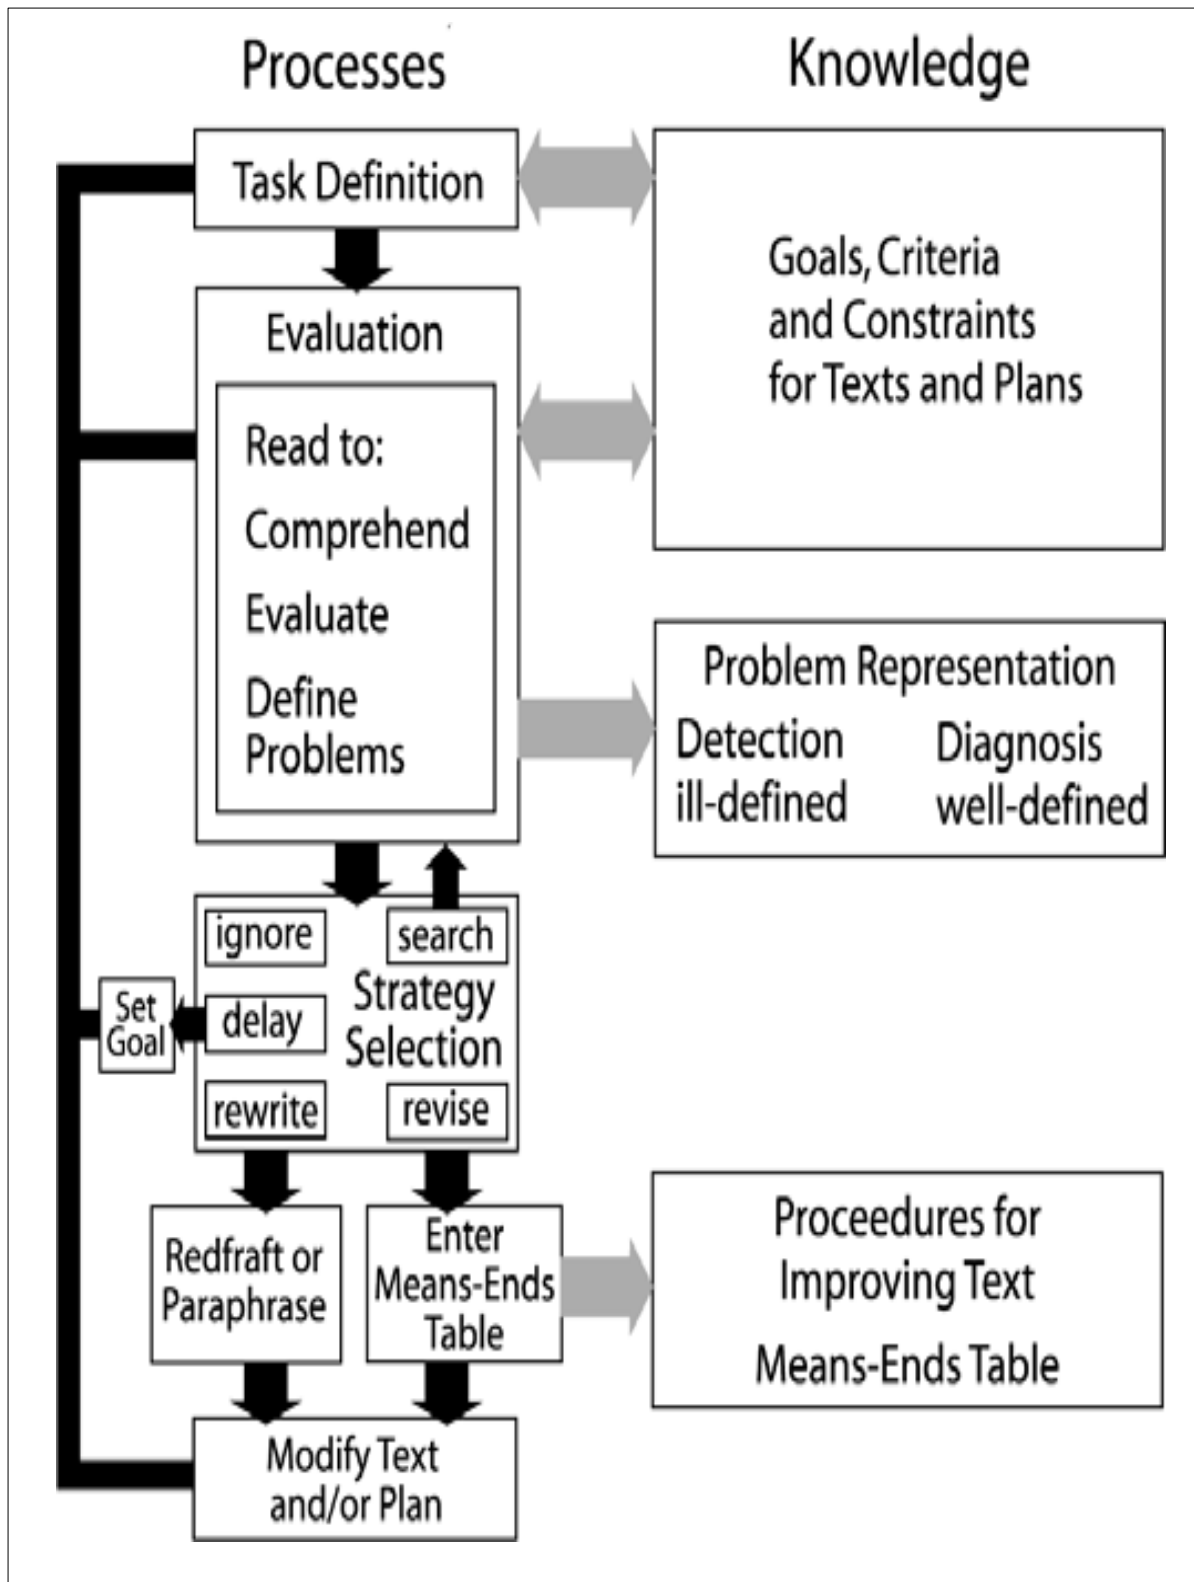 Processes
Knowledge
Task Definition
Goals, Criteria
and Constraints
for Texts and Plans
Evaluation
Read to:
Comprehend
Evaluate
Define
Problems
Problem Representation
Detection
ill-defined
Diagnosis
well-defined
ignore
search
Strategy
Selection
Set
Goal
delay
rewrite
revise
Redfraft or
Paraphrase
Enter
Means-Ends
Table
Proceedures for
Improving Text
Means-Ends Table
Modify Text
and/or Plan